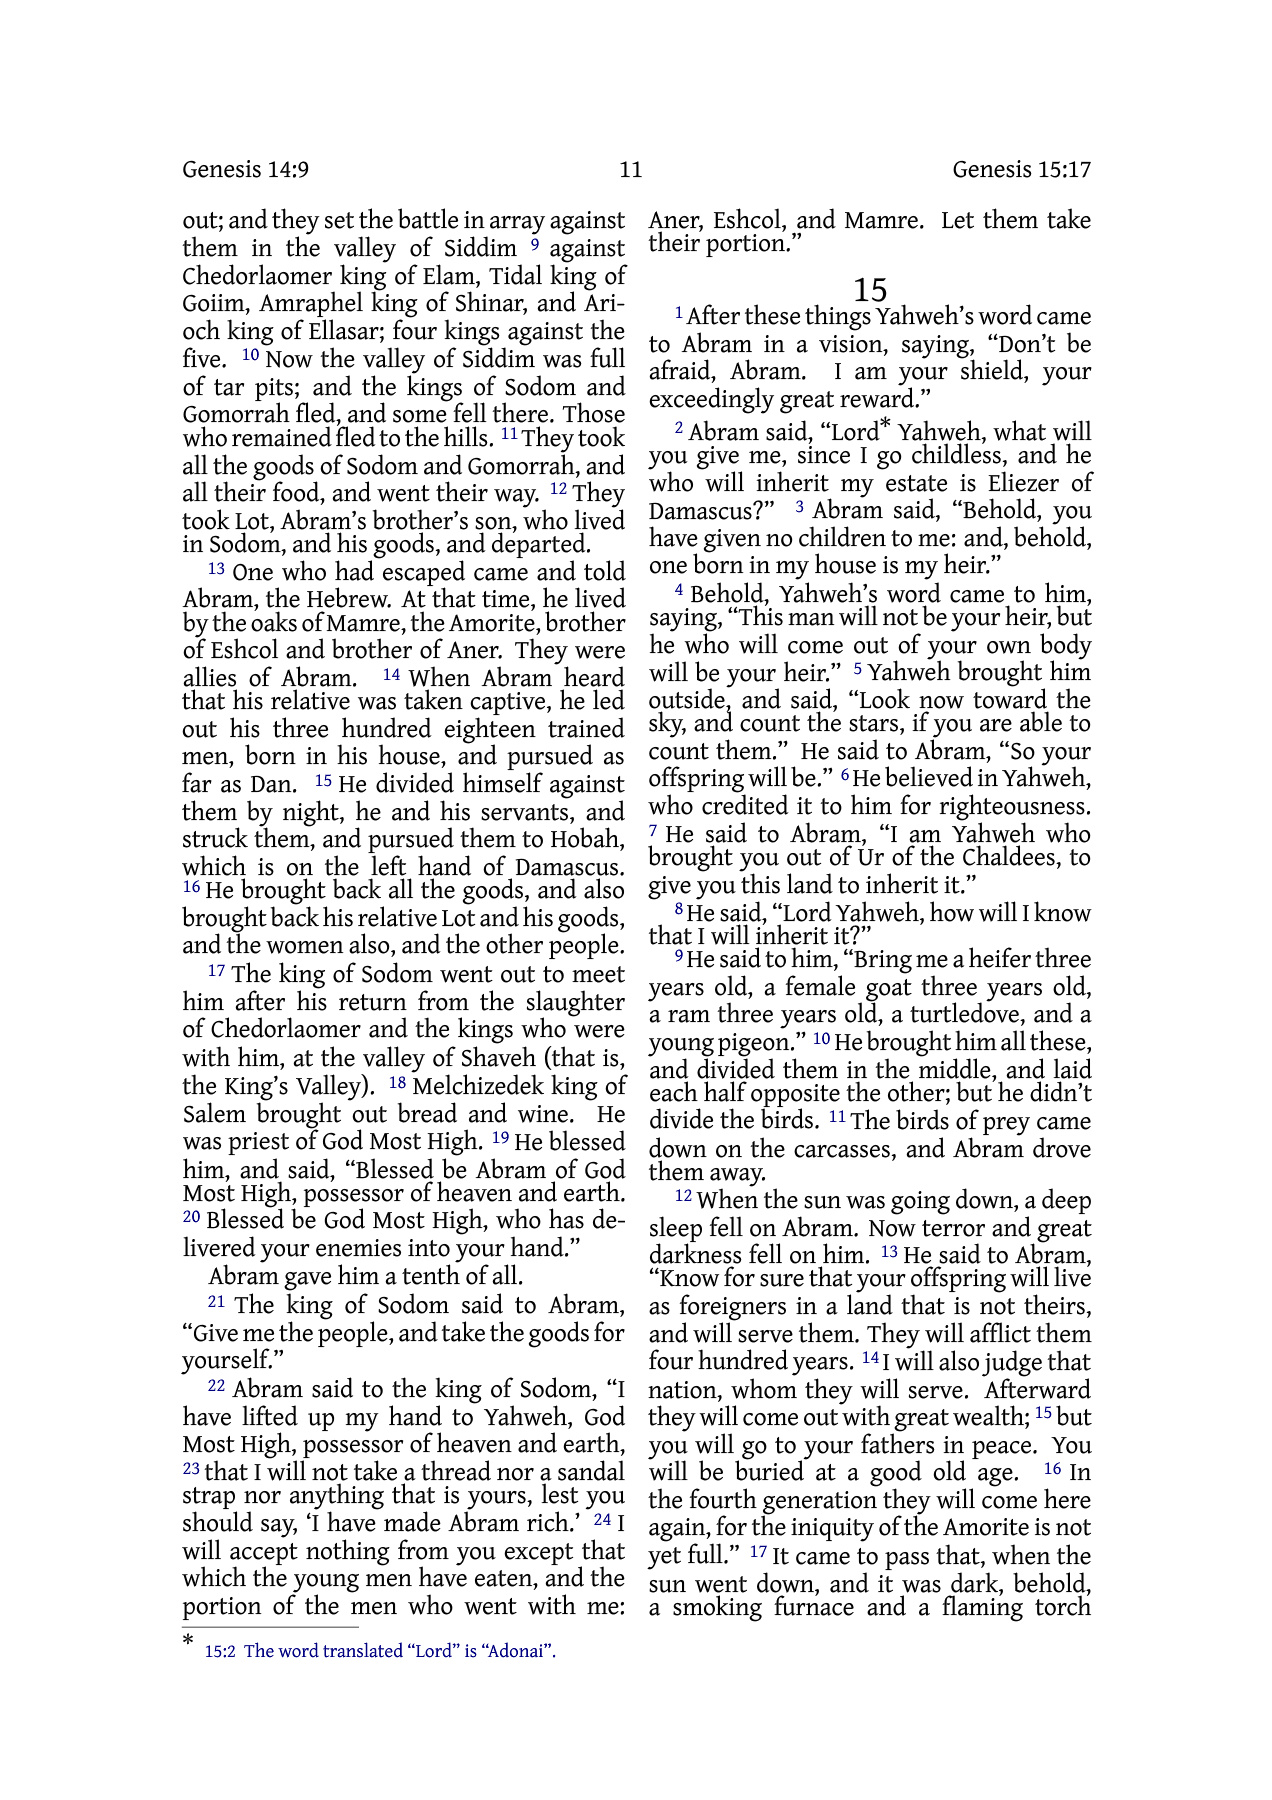 Genesis 14:9
11
Genesis 15:17
out; and they set the battle in array against
them in the valley of Siddim 9 against
Chedorlaomer king of Elam, Tidal king of
Goiim, Amraphel king of Shinar, and Ari-
och king of Ellasar; four kings against the
five. 10 Now the valley of Siddim was full
of tar pits; and the kings of Sodom and
Gomorrah fled, and some fell there. Those
who remained fled to the hills. 11 They took
all the goods of Sodom and Gomorrah, and
all their food, and went their way. 12 They
took Lot, Abram’s brother’s son, who lived
in Sodom, and his goods, and departed.
13 One who had escaped came and told
Abram, the Hebrew. At that time, he lived
by the oaks of Mamre, the Amorite, brother
of Eshcol and brother of Aner. They were
allies of Abram. 14 When Abram heard
that his relative was taken captive, he led
out his three hundred eighteen trained
men, born in his house, and pursued as
far as Dan. 15 He divided himself against
them by night, he and his servants, and
struck them, and pursued them to Hobah,
which is on the left hand of Damascus.
16 He brought back all the goods, and also
brought back his relative Lot and his goods,
and the women also, and the other people.
17 The king of Sodom went out to meet
him after his return from the slaughter
of Chedorlaomer and the kings who were
with him, at the valley of Shaveh (that is,
the King’s Valley). 18 Melchizedek king of
Salem brought out bread and wine. He
was priest of God Most High. 19 He blessed
him, and said, “Blessed be Abram of God
Most High, possessor of heaven and earth.
20 Blessed be God Most High, who has de-
livered your enemies into your hand.”
Abram gave him a tenth of all.
21 The king of Sodom said to Abram,
“Give me the people, and take the goods for
yourself.”
22 Abram said to the king of Sodom, “I
have lifted up my hand to Yahweh, God
Most High, possessor of heaven and earth,
23 that I will not take a thread nor a sandal
strap nor anything that is yours, lest you
should say, ‘I have made Abram rich.’ 24 I
will accept nothing from you except that
which the young men have eaten, and the
portion of the men who went with me:
Aner, Eshcol, and Mamre. Let them take
their portion.”
15
1 After these things Yahweh’s word came
to Abram in a vision, saying, “Don’t be
afraid, Abram. I am your shield, your
exceedingly great reward.”
2 Abram said, “Lord* Yahweh, what will
you give me, since I go childless, and he
who will inherit my estate is Eliezer of
Damascus?” 3 Abram said, “Behold, you
have given no children to me: and, behold,
one born in my house is my heir.”
4 Behold, Yahweh’s word came to him,
saying, “This man will not be your heir, but
he who will come out of your own body
will be your heir.” 5 Yahweh brought him
outside, and said, “Look now toward the
sky, and count the stars, if you are able to
count them.” He said to Abram, “So your
offspring will be.” 6 He believed in Yahweh,
who credited it to him for righteousness.
7 He said to Abram, “I am Yahweh who
brought you out of Ur of the Chaldees, to
give you this land to inherit it.”
8 He said, “Lord Yahweh, how will I know
that I will inherit it?”
9 He said to him, “Bring me a heifer three
years old, a female goat three years old,
a ram three years old, a turtledove, and a
young pigeon.” 10 He brought him all these,
and divided them in the middle, and laid
each half opposite the other; but he didn’t
divide the birds. 11 The birds of prey came
down on the carcasses, and Abram drove
them away.
12 When the sun was going down, a deep
sleep fell on Abram. Now terror and great
darkness fell on him. 13 He said to Abram,
“Know for sure that your offspring will live
as foreigners in a land that is not theirs,
and will serve them. They will afflict them
four hundred years. 14 I will also judge that
nation, whom they will serve. Afterward
they will come out with great wealth; 15 but
you will go to your fathers in peace. You
will be buried at a good old age. 16 In
the fourth generation they will come here
again, for the iniquity of the Amorite is not
yet full.” 17 It came to pass that, when the
sun went down, and it was dark, behold,
a smoking furnace and a flaming torch
* 15:2 The word translated “Lord” is “Adonai”.